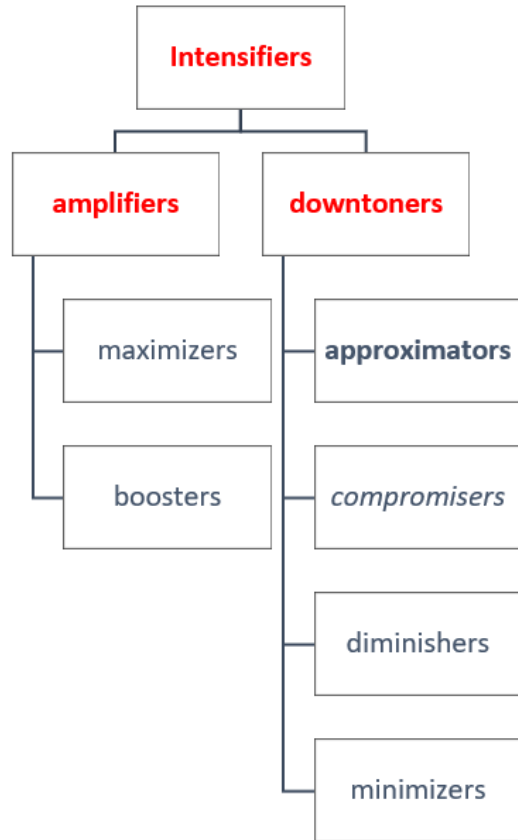 Intensifiers
amplifiers
downtoners
maximizers
boosters
approximators
compromisers
diminishers
minimizers